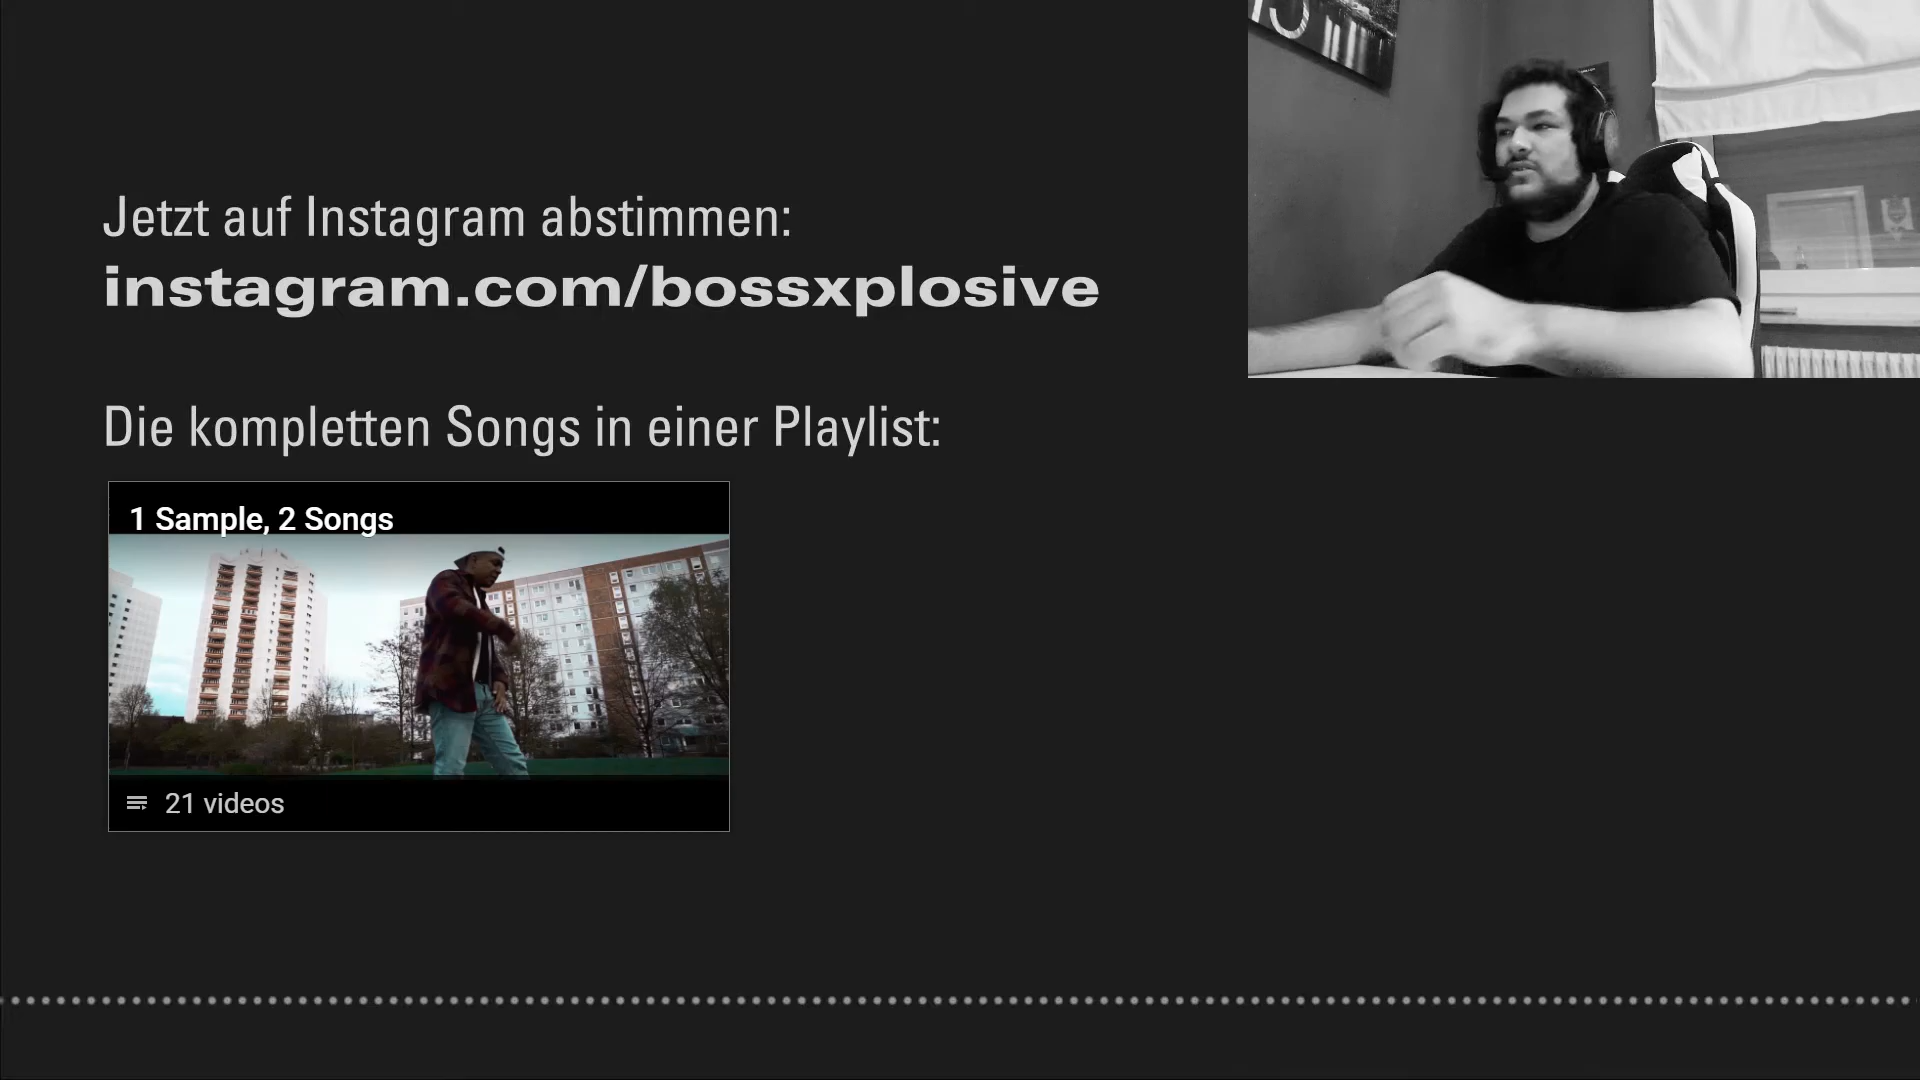 Jetzt auf Instagram abstimmen:
instagram.com/bossxplosive
Die kompletten Songs in einer Playlist:
1 Sample, 2 Songs
21 videos